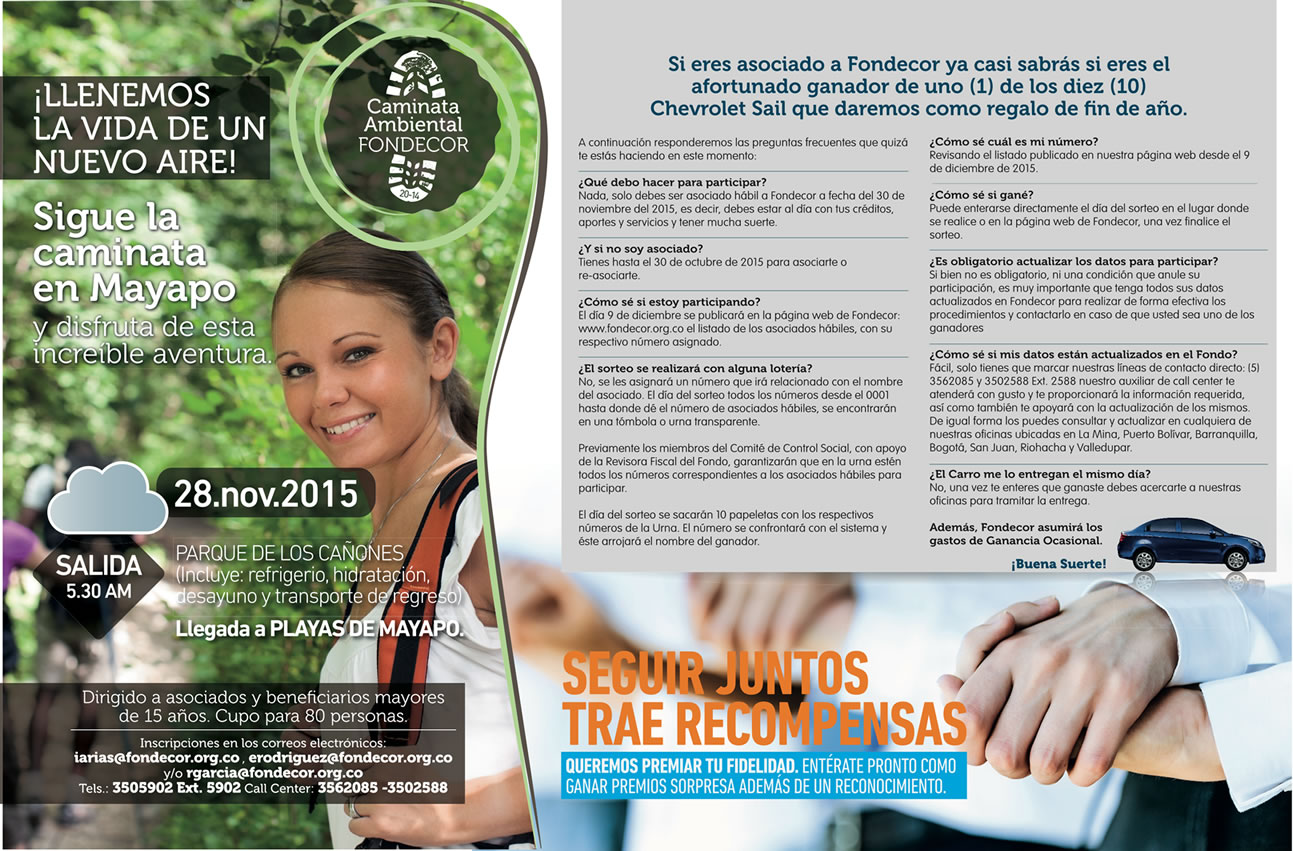 ¡LLENEMOS
LA VIDA DE UN
NUEVO AIRE!
Caminata
Ambiental
FONDECOR
20-14
Sigue la
caminata
en Mayapo
y disfruta de esta
increíble aventura.
28.nov.2015
SALIDA
5.30 AM
PARQUE DE LOS CAÑONES
(Incluye: refrigerio, hidratación,
desayuno y transporte de regreso)
Llegada a PLAYAS DE MAYAPO.
Dirigido a asociados y beneficiarios mayores
de 15 años. Cupo para 80 personas.
Inscripciones en los correos electrónicos:
iarias@fondecor.org.co , erodriguez@fondecor.org.co
y/o rgarcia@fondecor.org.co
Tels.: 3505902 Ext. 5902 Call Center: 3562085 -3502588
Si eres asociado a Fondecor ya casi sabrás si eres el
afortunado ganador de uno (1) de los diez (10)
Chevrolet Sail que daremos como regalo de fin de año.
A continuación responderemos las preguntas frecuentes que quizá
te estás haciendo en este momento:
¿Qué debo hacer para participar?
Nada, solo debes ser asociado hábil a Fondecor a fecha del 30 de
noviembre del 2015, es decir, debes estar al día con tus créditos,
aportes y servicios y tener mucha suerte.
¿Y si no soy asociado?
Tienes hasta el 30 de octubre de 2015 para asociarte o
re-asociarte.
¿Cómo sé si estoy participando?
El día 9 de diciembre se publicará en la página web de Fondecor:
www.fondecor.org.co el listado de los asociados hábiles, con su
respectivo número asignado.
¿El sorteo se realizará con alguna lotería?
No, se les asignará un número que irá relacionado con el nombre
del asociado. El día del sorteo todos los números desde el 0001
hasta donde dé el número de asociados hábiles, se encontrarán
en una tómbola o urna transparente.
Previamente los miembros del Comité de Control Social, con apoyo
de la Revisora Fiscal del Fondo, garantizarán que en la urna estén
todos los números correspondientes a los asociados hábiles para
participar.
El día del sorteo se sacarán 10 papeletas con los respectivos
números de la Urna. El número se confrontará con el sistema y
éste arrojará el nombre del ganador.
¿Cómo sé cuál es mi número?
Revisando el listado publicado en nuestra página web desde el 9
de diciembre de 2015.
¿Cómo sé si gané?
Puede enterarse directamente el día del sorteo en el lugar donde
se realice o en la página web de Fondecor, una vez finalice el
sorteo.
¿Es obligatorio actualizar los datos para participar?
Si bien no es obligatorio, ni una condición que anule su
participación, es muy importante que tenga todos sus datos
actualizados en Fondecor para realizar de forma efectiva los
procedimientos y contactarlo en caso de que usted sea uno de los
ganadores
¿Cómo sé si mis datos están actualizados en el Fondo?
Fácil, solo tienes que marcar nuestras líneas de contacto directo: (5)
3562085 y 3502588 Ext. 2588 nuestro auxiliar de call center te
atenderá con gusto y te proporcionará la información requerida,
así como también te apoyará con la actualización de los mismos.
De igual forma los puedes consultar y actualizar en cualquiera de
nuestras oficinas ubicadas en La Mina, Puerto Bolívar, Barranquilla,
Bogotá, San Juan, Riohacha y Valledupar.
¿El Carro me lo entregan el mismo día?
No, una vez te enteres que ganaste debes acercarte a nuestras
oficinas para tramitar la entrega.
Además, Fondecor asumirá los
gastos de Ganancia Ocasional.
¡Buena Suerte!
SEGUIR JUNTOS
TRAE RECOMPENSAS
QUEREMOS PREMIAR TU FIDELIDAD. ENTÉRATE PRONTO COMO
GANAR PREMIOS SORPRESA ADEMÁS DE UN RECONOCIMIENTO.